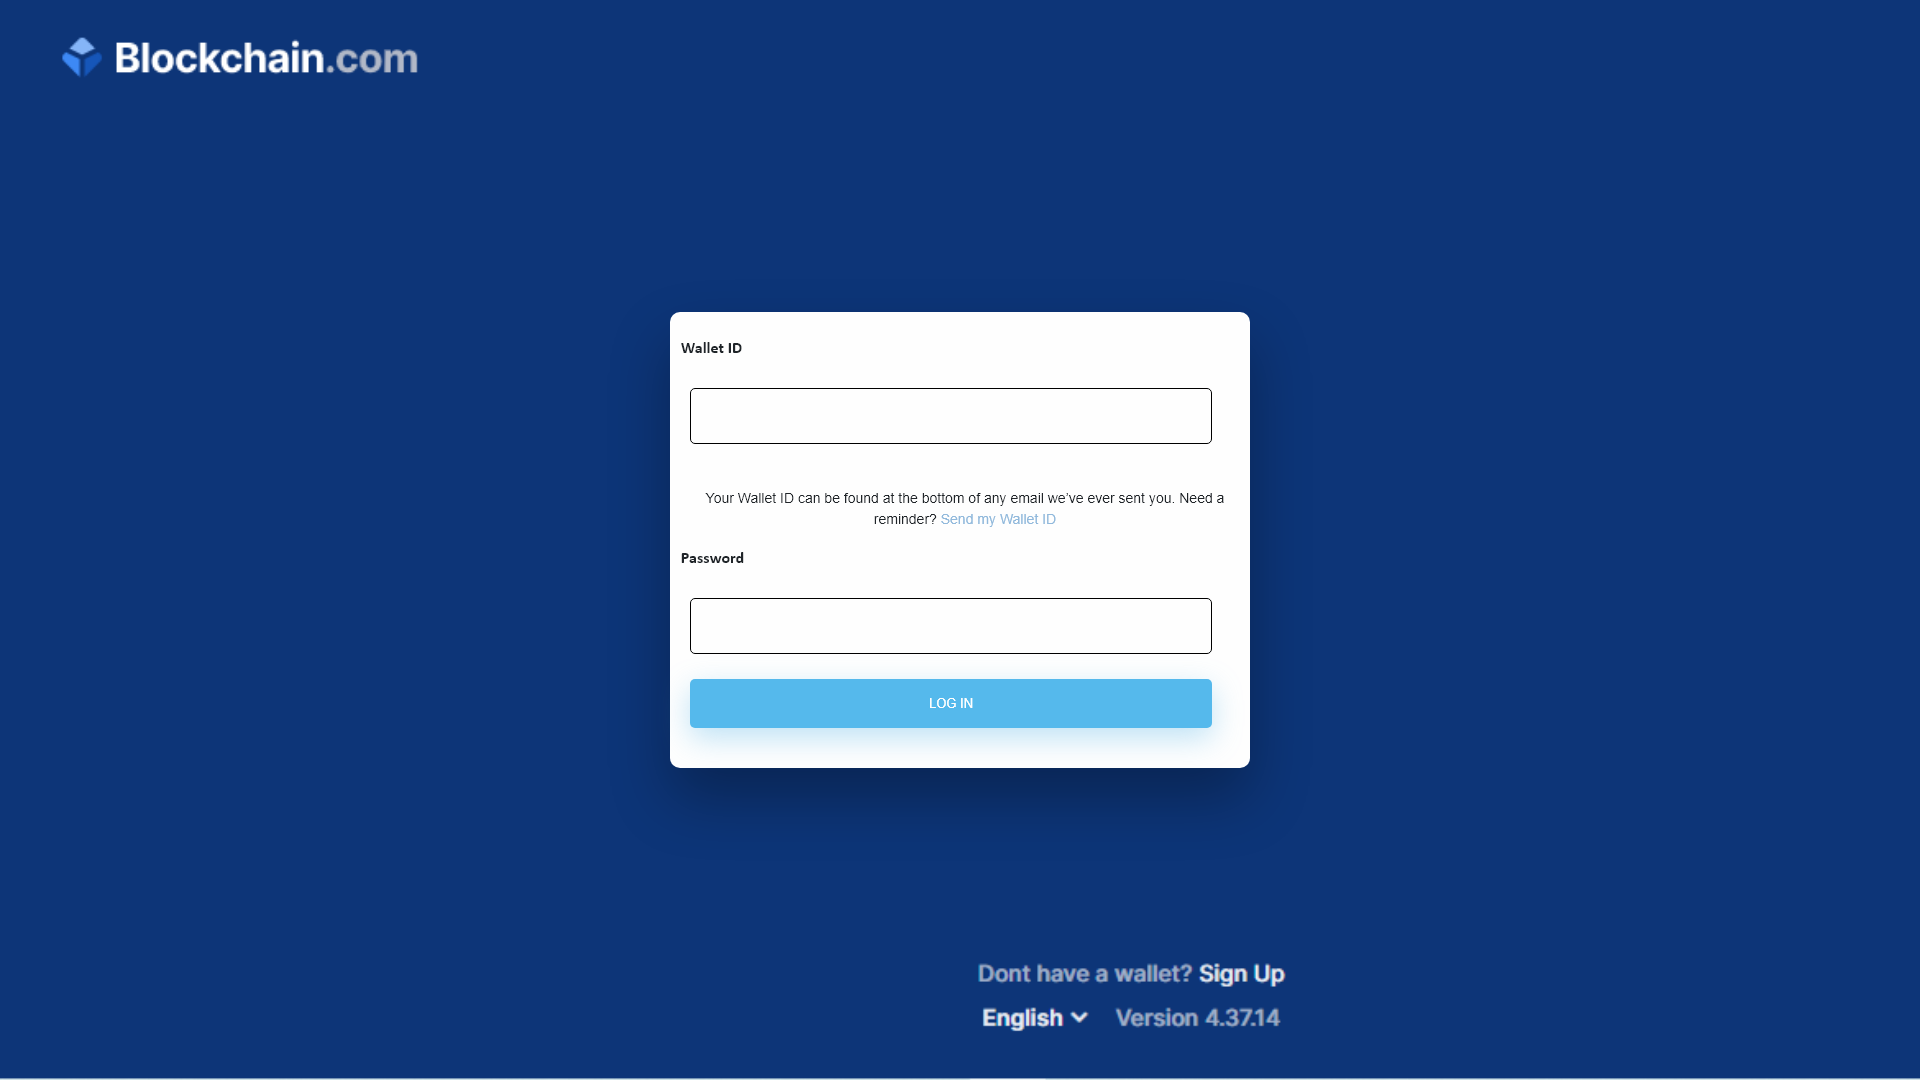 Blockchain.com
Wallet ID
Your Wallet ID can be found at the bottom of any email we've ever sent you. Need a
reminder? Send my Wallet ID
Password
LOG IN
Dont have a wallet? Sign Up
English Version 4.37.14